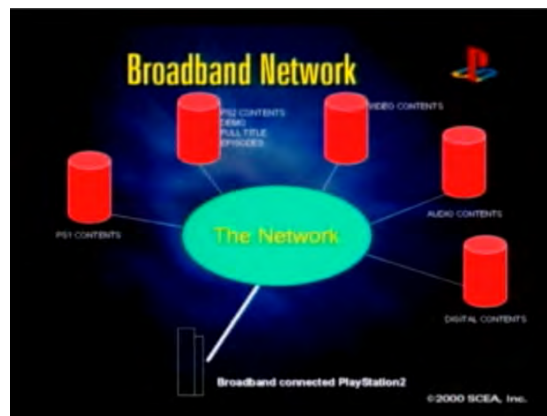 Broadband Network
PS2 CONTENTS
DEMO
FULL TITLE
EPISODES
VIDEO CONTENTS
AUDIO CONTENTS
PS1 CONTENTS
The Network
DIGITAL CONTENTS
Broadband connected PlayStation2
©2000 SCEA, Inc.